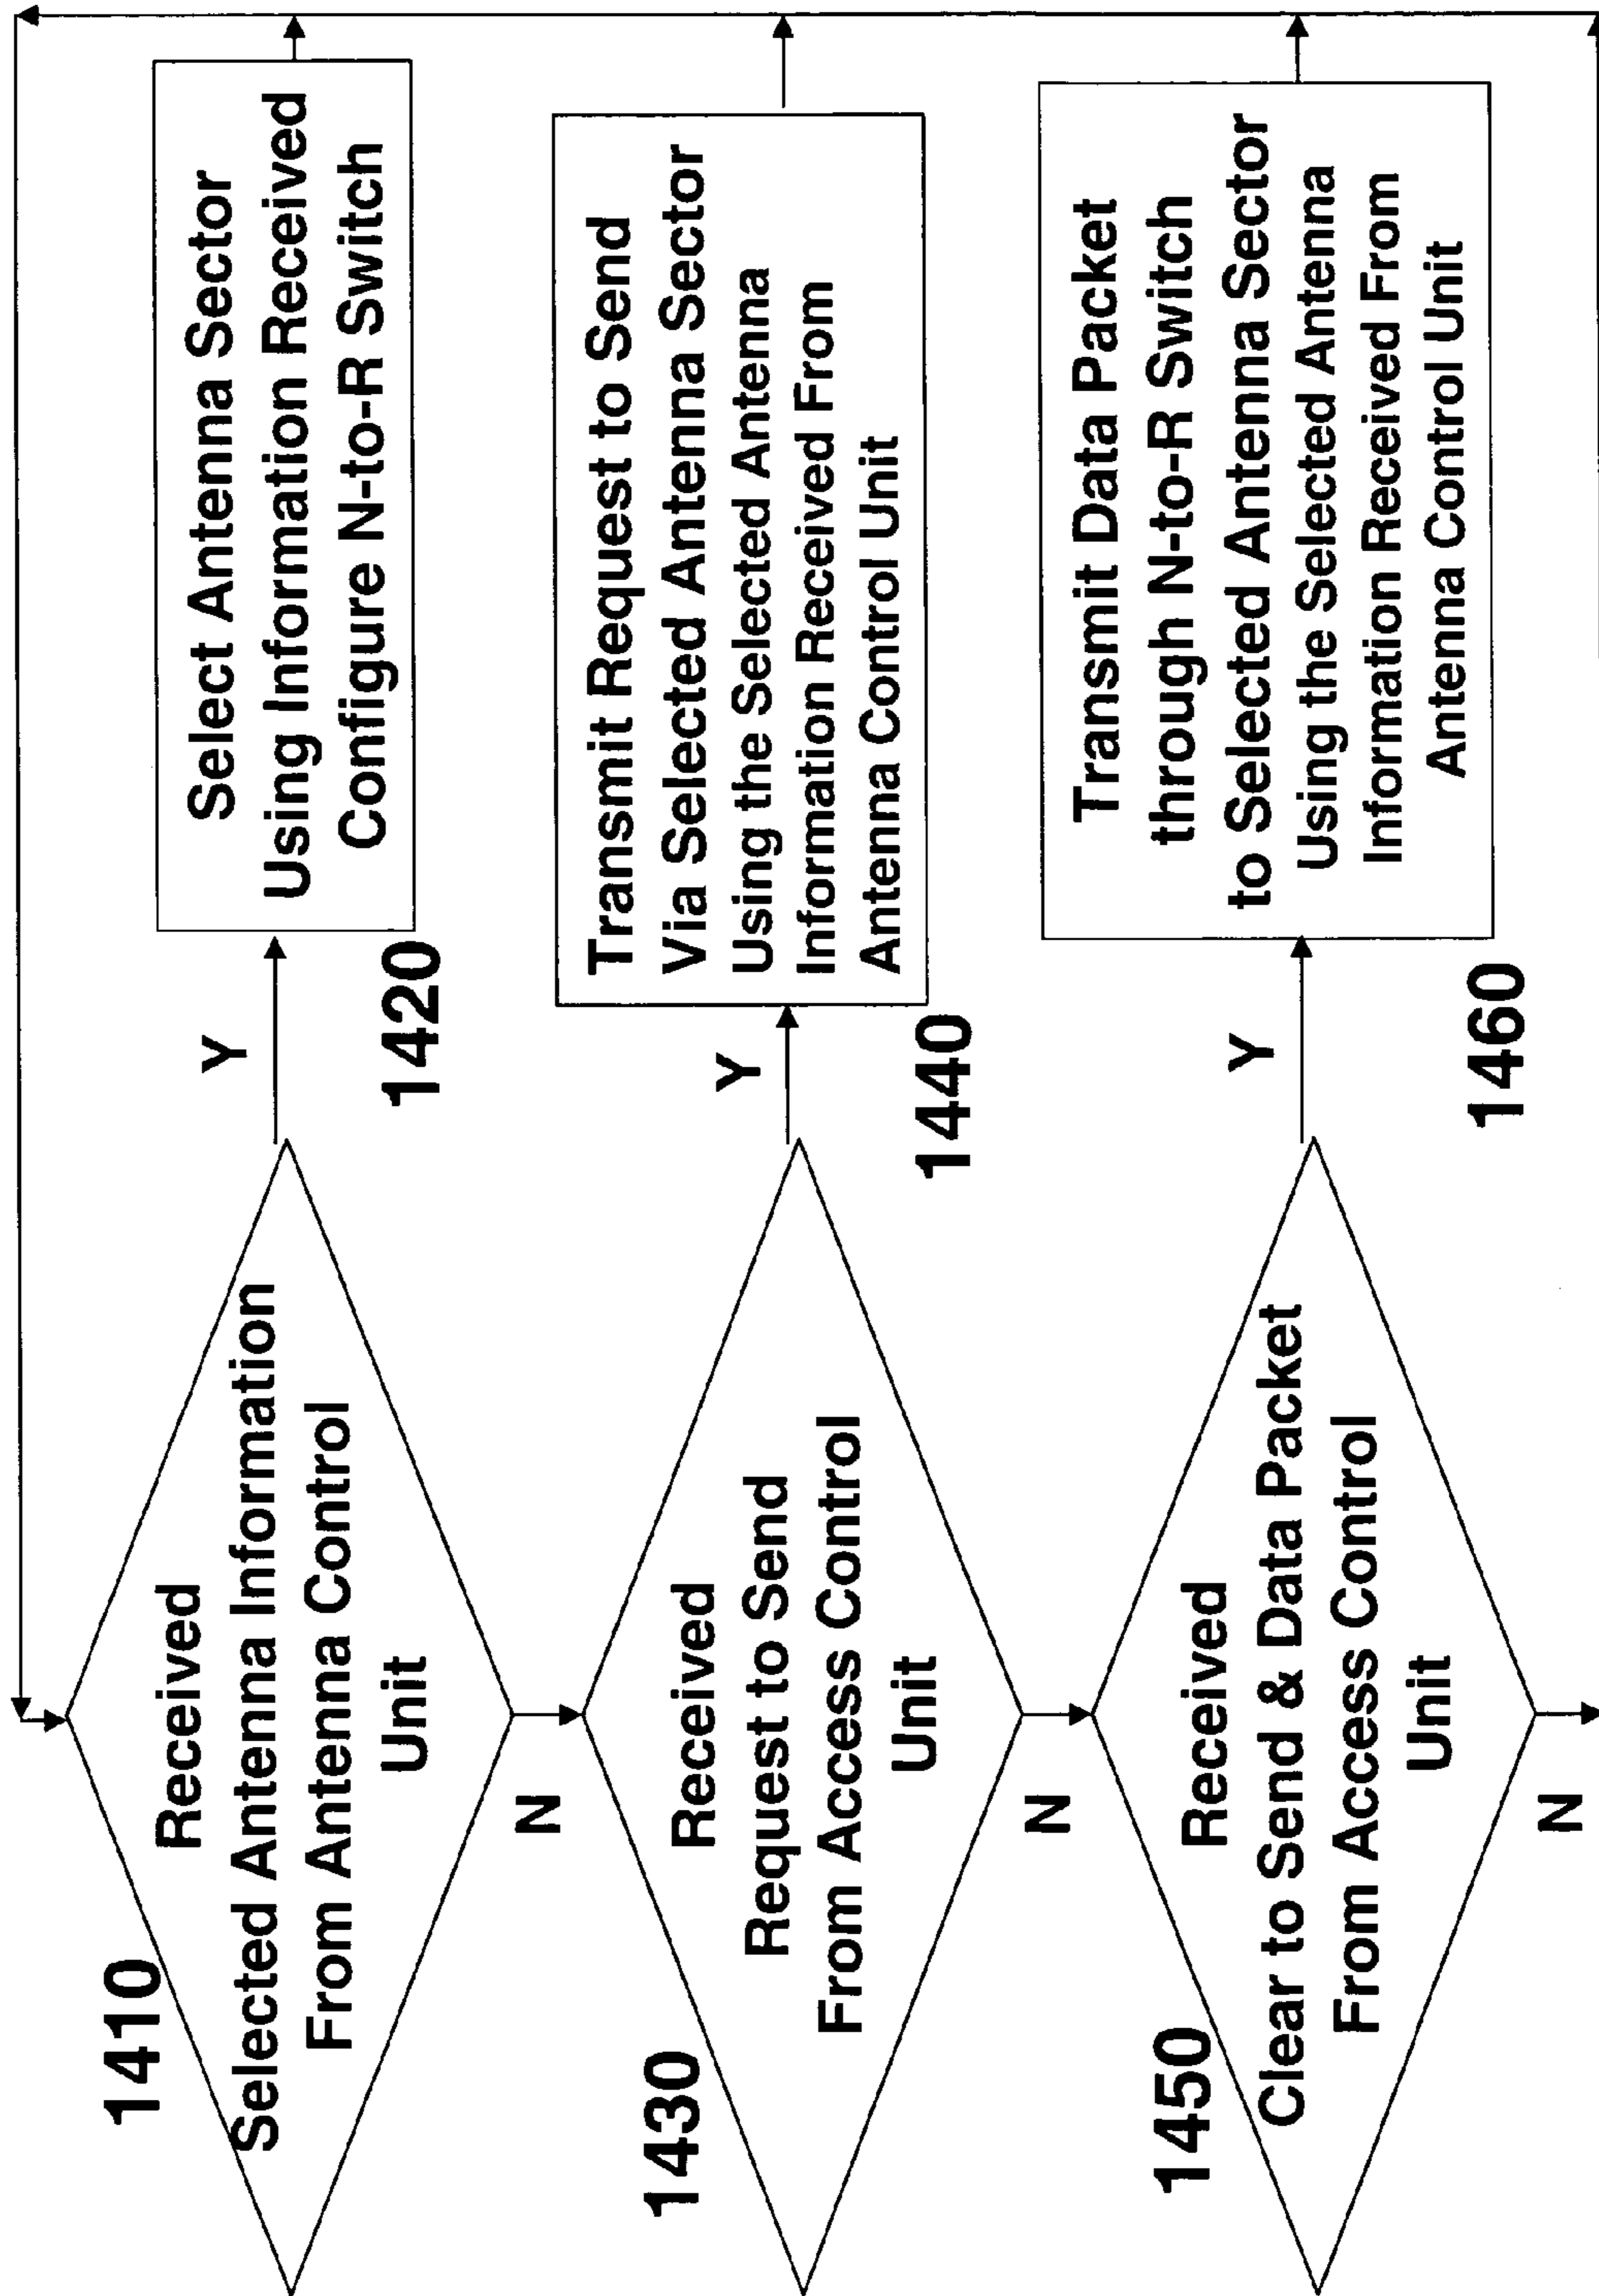 1410
Received
Selected Antenna Information
From Antenna Control
Unit
Y
1420
Select Antenna Sector
Using Information Received
Configure N-to-R Switch
N
1430
Received
Request to Send
From Access Control
Unit
Y
1440
Transmit Request to Send
Via Selected Antenna Sector
Using the Selected Antenna
Information Received From
Antenna Control Unit
N
1450
Received
Clear to Send & Data Packet
From Access Control
Unit
Y
1460
Transmit Data Packet
through N-to-R Switch
to Selected Antenna Sector
Using the Selected Antenna
Information Received From
Antenna Control Unit
N